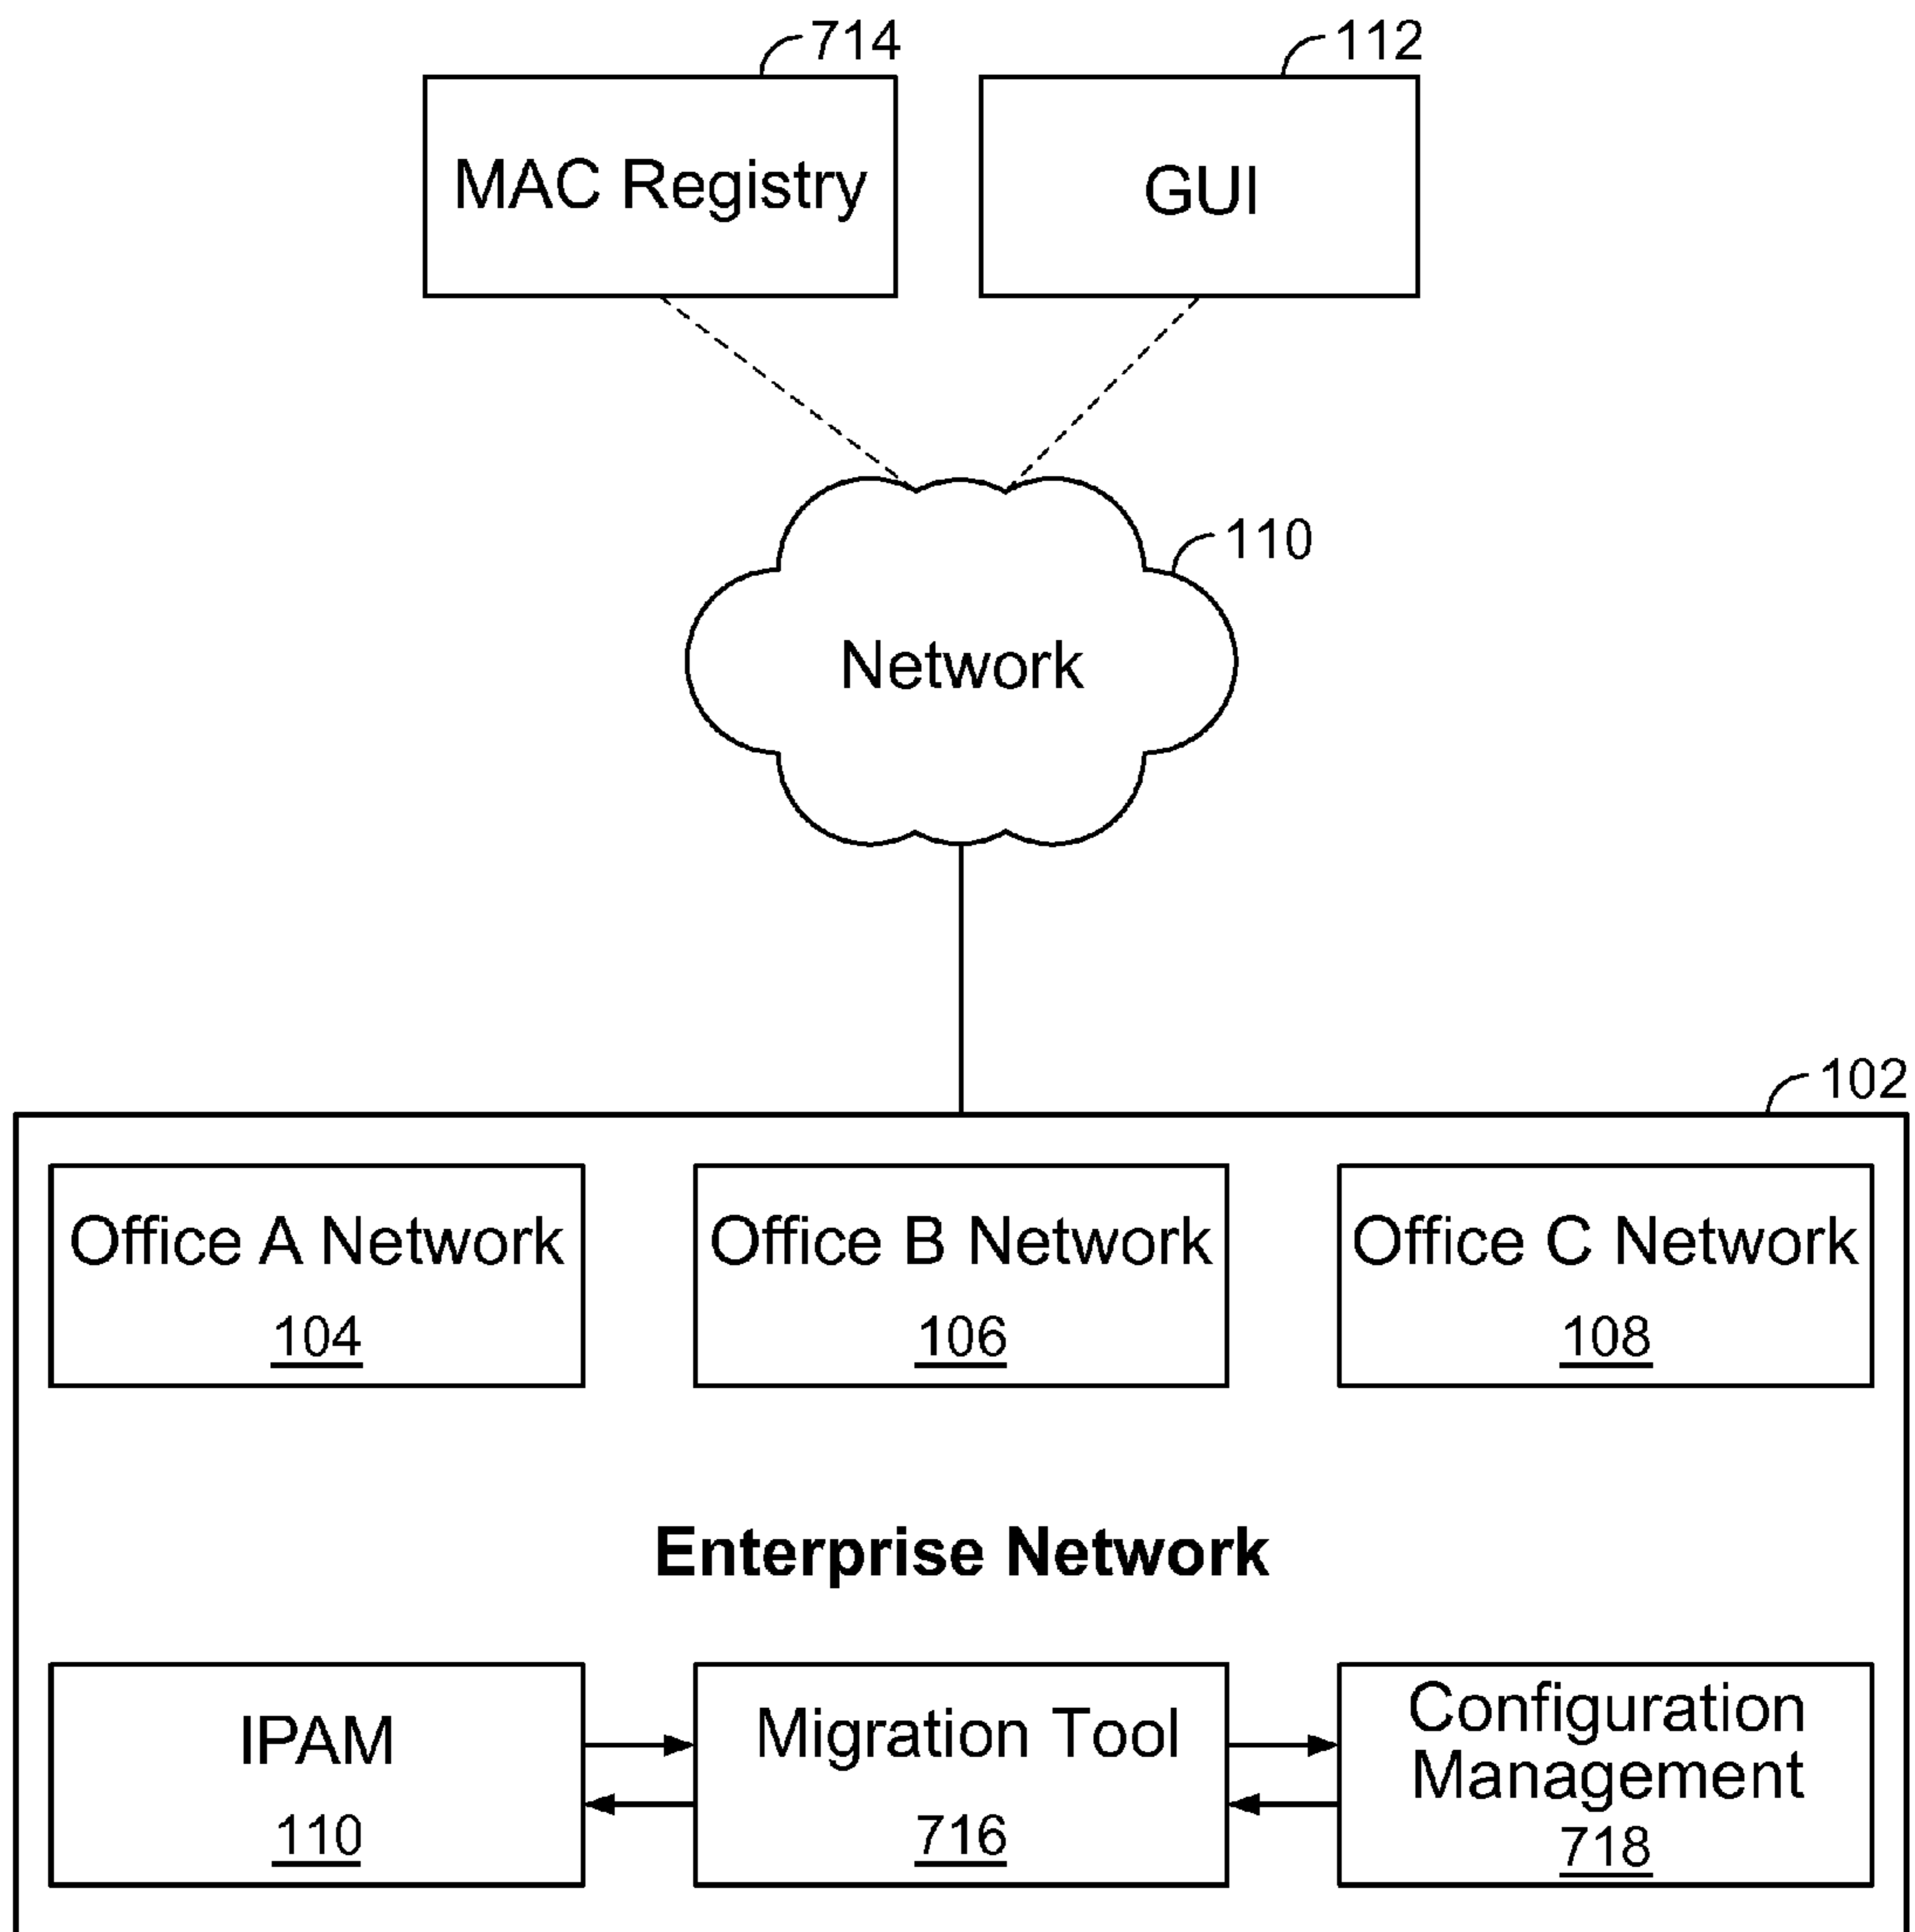 714
112
MAC Registry
GUI
110
Network
102
Office A Network
104
Office B Network
106
Office C Network
108
Enterprise Network
IPAM
110
Migration Tool
716
Configuration
Management
718